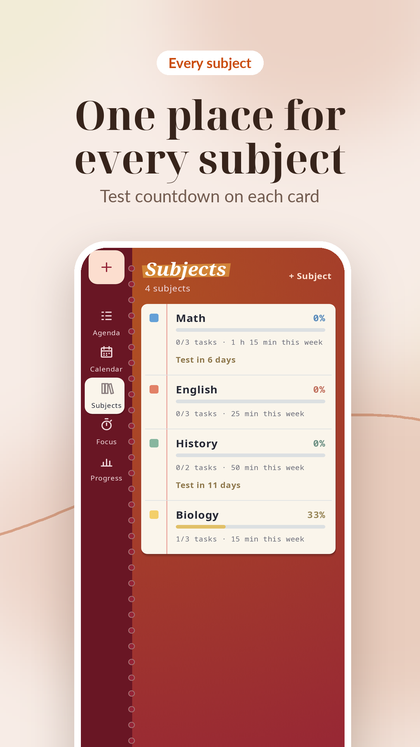 Every subject
One place for
every subject
Test countdown on each card
+
Agenda
Calendar
Subjects
Focus
Progress
Subjects
4 subjects
+ Subject
Math 0%
0/3 tasks · 1 h 15 min this week
Test in 6 days
English 0%
0/3 tasks · 25 min this week
History 0%
0/2 tasks · 50 min this week
Test in 11 days
Biology 33%
1/3 tasks · 15 min this week